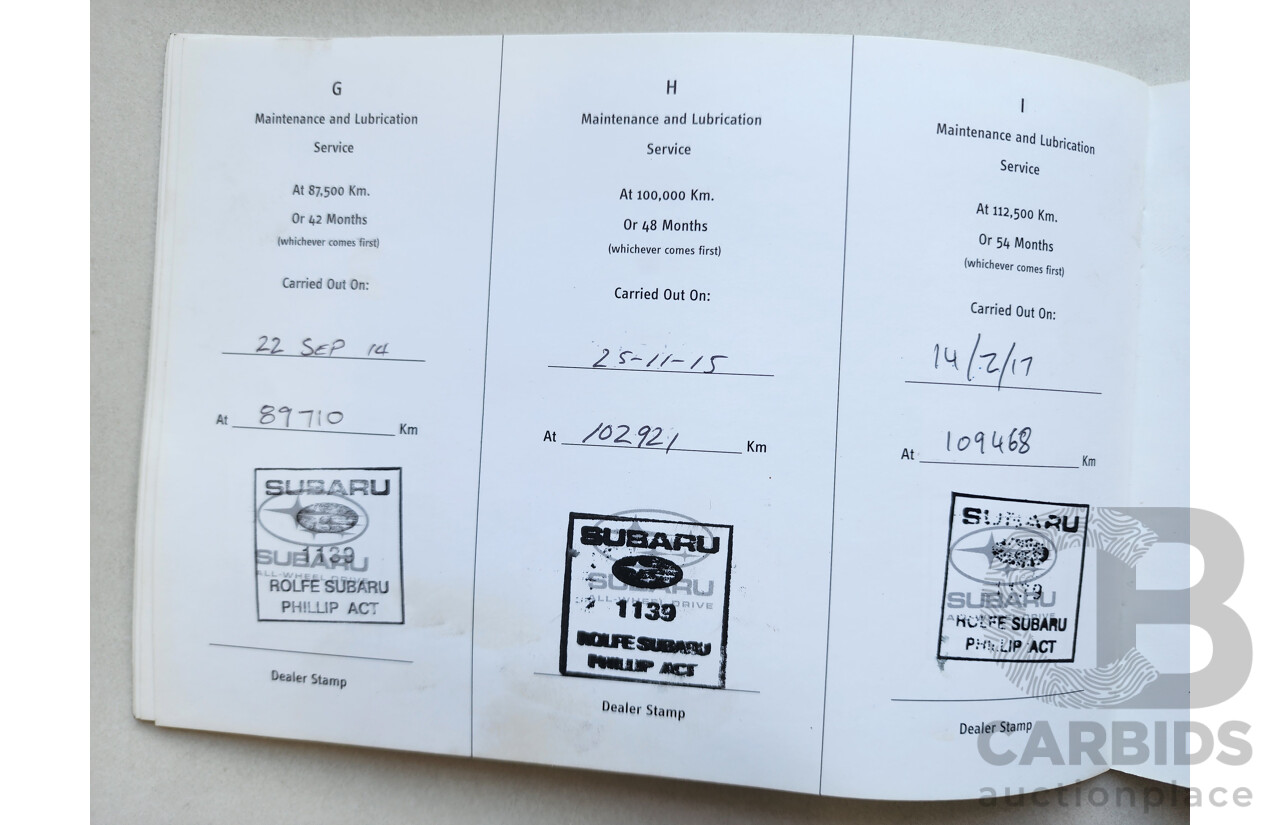 G
Maintenance and Lubrication
Service
At 87,500 Km.
Or 42 Months
(whichever comes first)
Carried Out On:
22 SEP 14
At 89710 Km
SUBARU
1139
SUBARU
ALL-WHEEL DRIVE
ROLFE SUBARU
PHILLIP ACT
Dealer Stamp
H
Maintenance and Lubrication
Service
At 100,000 Km.
Or 48 Months
(whichever comes first)
Carried Out On:
25-11-15
At 102921 Km
SUBARU
SUBARU
ALL-WHEEL DRIVE
1139
ROLFE SUBARU
PHILLIP ACT
Dealer Stamp
I
Maintenance and Lubrication
Service
At 112,500 Km.
Or 54 Months
(whichever comes first)
Carried Out On:
14/2/17
At 109468 Km
SUBARU
SUBARU
ROLFE SUBARU
PHILLIP ACT
Dealer Stamp
B
CARBIDS
auctionplace